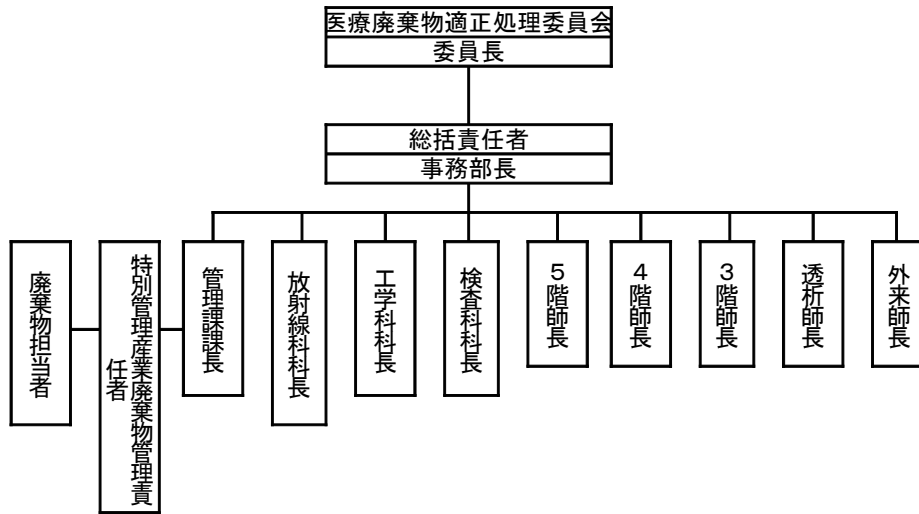 医療廃棄物適正処理委員会
委員長
総括責任者
事務部長
廃棄物担当者
特別管理産業廃棄物管理責
任者
管理課課長
放射線科科長
工学科科長
検査科科長
5階師長
4階師長
3階師長
透析師長
外来師長